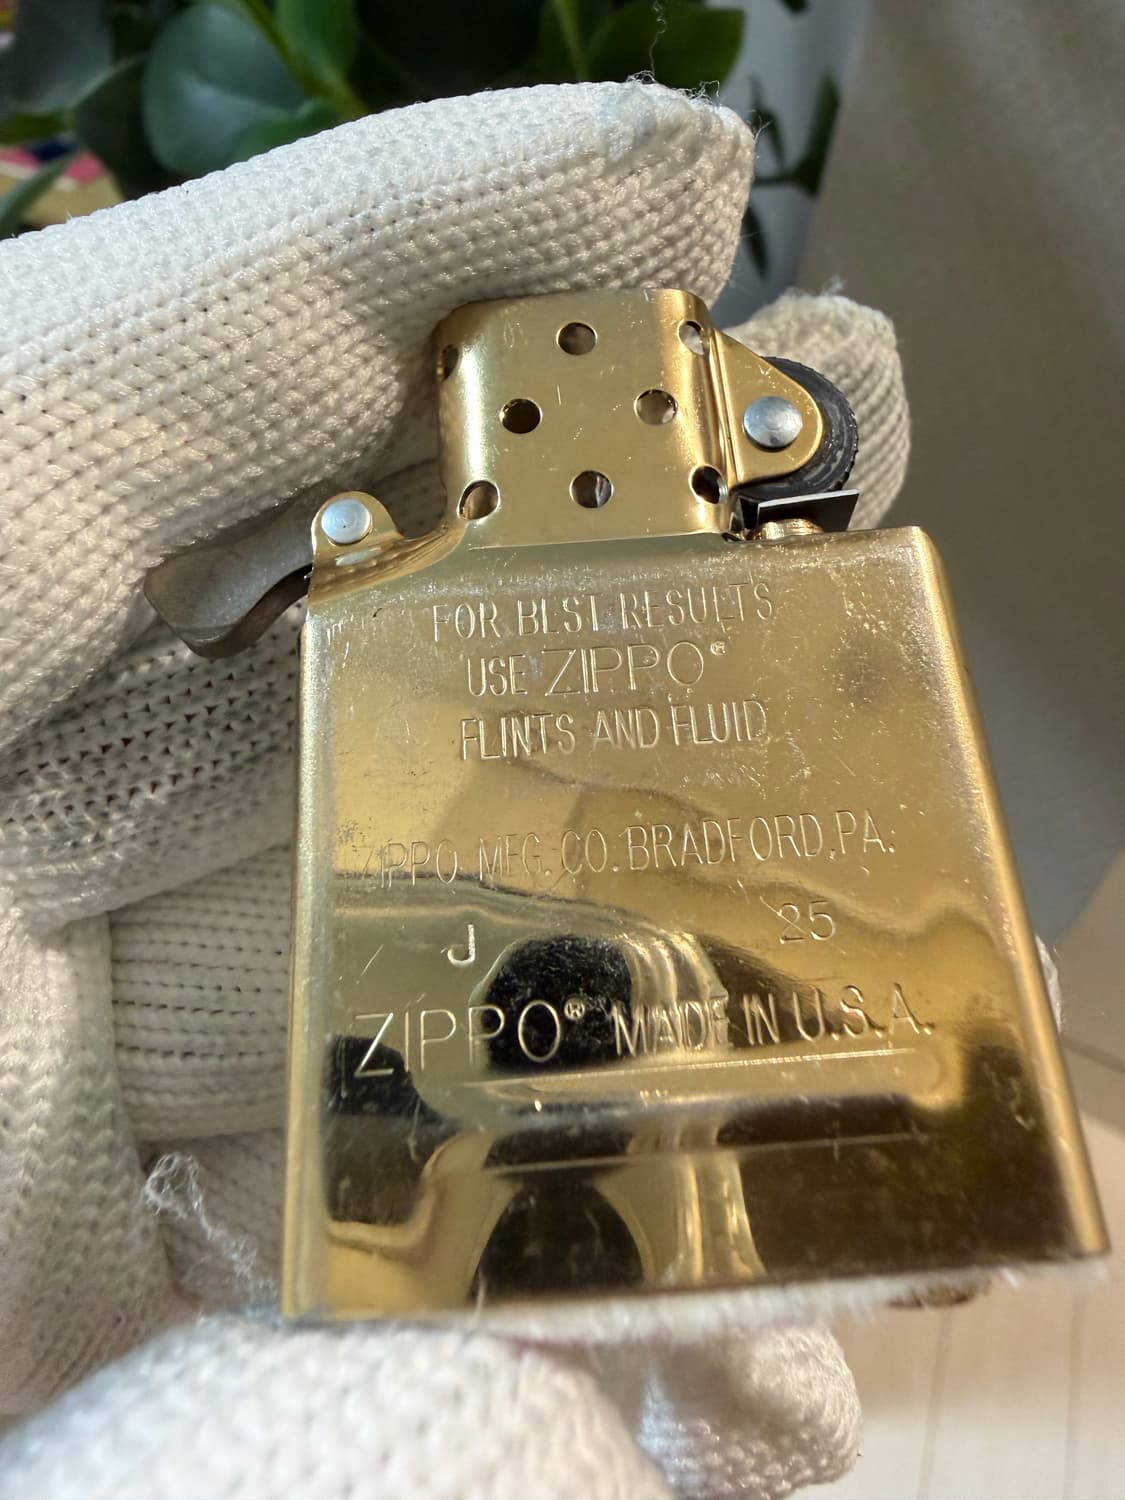 FOR BEST RESULTS
USE ZIPPO®
FLINTS AND FLUID
ZIPPO MFG. CO. BRADFORD, PA.
J 25
ZIPPO® MADE IN U.S.A.